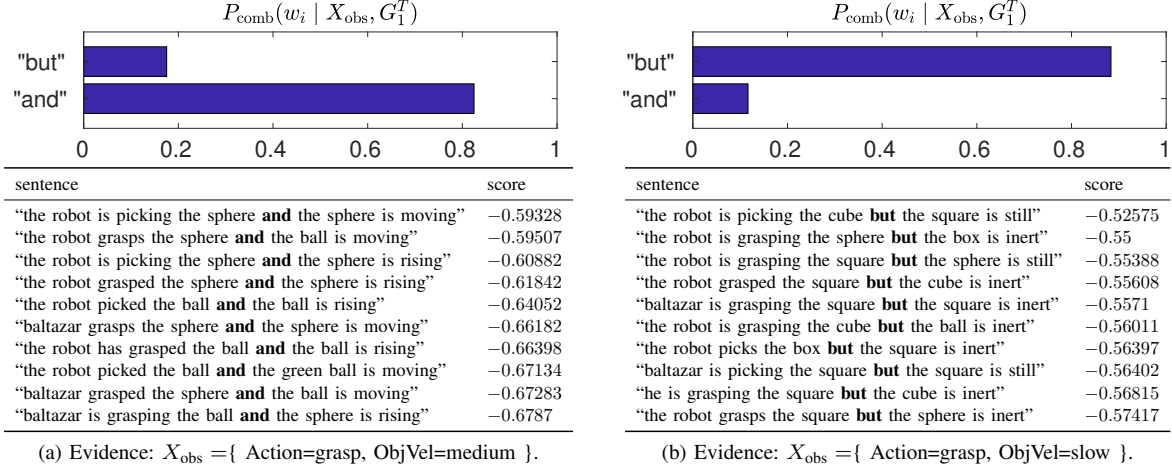 P_comb(w_i | X_obs, G_1^T)
"but"
"and"
0 0.2 0.4 0.6 0.8 1
sentence score
“the robot is picking the sphere and the sphere is moving” −0.59328
“the robot grasps the sphere and the ball is moving” −0.59507
“the robot is picking the sphere and the sphere is rising” −0.60882
“the robot grasped the sphere and the sphere is rising” −0.61842
“the robot picked the ball and the ball is rising” −0.64052
“baltazar grasps the sphere and the sphere is moving” −0.66182
“the robot has grasped the ball and the ball is rising” −0.66398
“the robot picked the ball and the green ball is moving” −0.67134
“baltazar grasped the sphere and the ball is moving” −0.67283
“baltazar is grasping the ball and the sphere is rising” −0.6787
(a) Evidence: X_obs ={ Action=grasp, ObjVel=medium }.
P_comb(w_i | X_obs, G_1^T)
"but"
"and"
0 0.2 0.4 0.6 0.8 1
sentence score
“the robot is picking the cube but the square is still” −0.52575
“the robot is grasping the sphere but the box is inert” −0.55
“the robot is grasping the square but the sphere is still” −0.55388
“the robot grasped the square but the cube is inert” −0.55608
“baltazar is grasping the square but the square is inert” −0.5571
“the robot is grasping the cube but the ball is inert” −0.56011
“the robot picks the box but the square is inert” −0.56397
“baltazar is picking the square but the square is still” −0.56402
“he is grasping the square but the cube is inert” −0.56815
“the robot grasps the square but the sphere is inert” −0.57417
(b) Evidence: X_obs ={ Action=grasp, ObjVel=slow }.